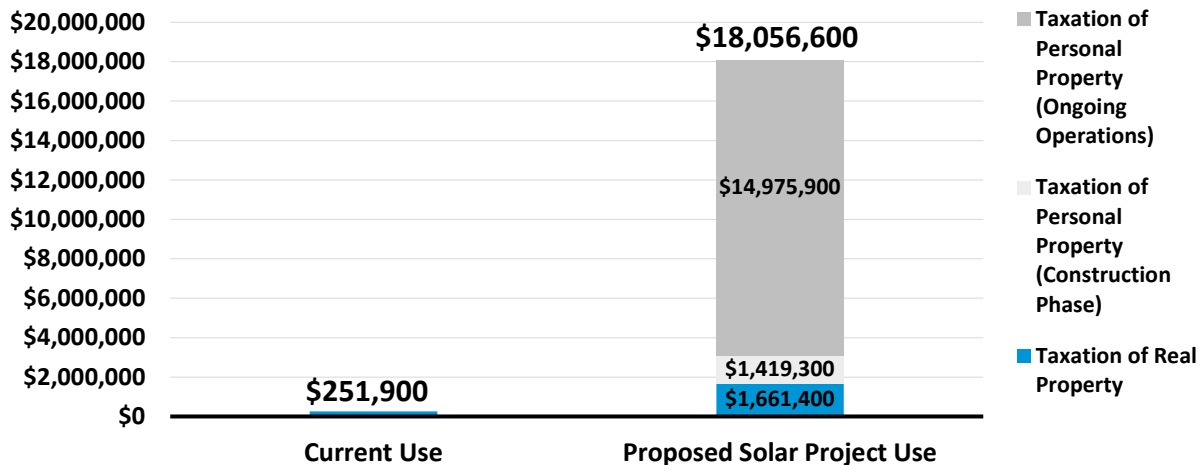 $20,000,000
$18,000,000
$16,000,000
$14,000,000
$12,000,000
$10,000,000
$8,000,000
$6,000,000
$4,000,000
$2,000,000
$0
$251,900
$18,056,600
$14,975,900
$1,419,300
$1,661,400
Current Use
Proposed Solar Project Use
Taxation of
Personal
Property
(Ongoing
Operations)
Taxation of
Personal
Property
(Construction
Phase)
Taxation of Real
Property